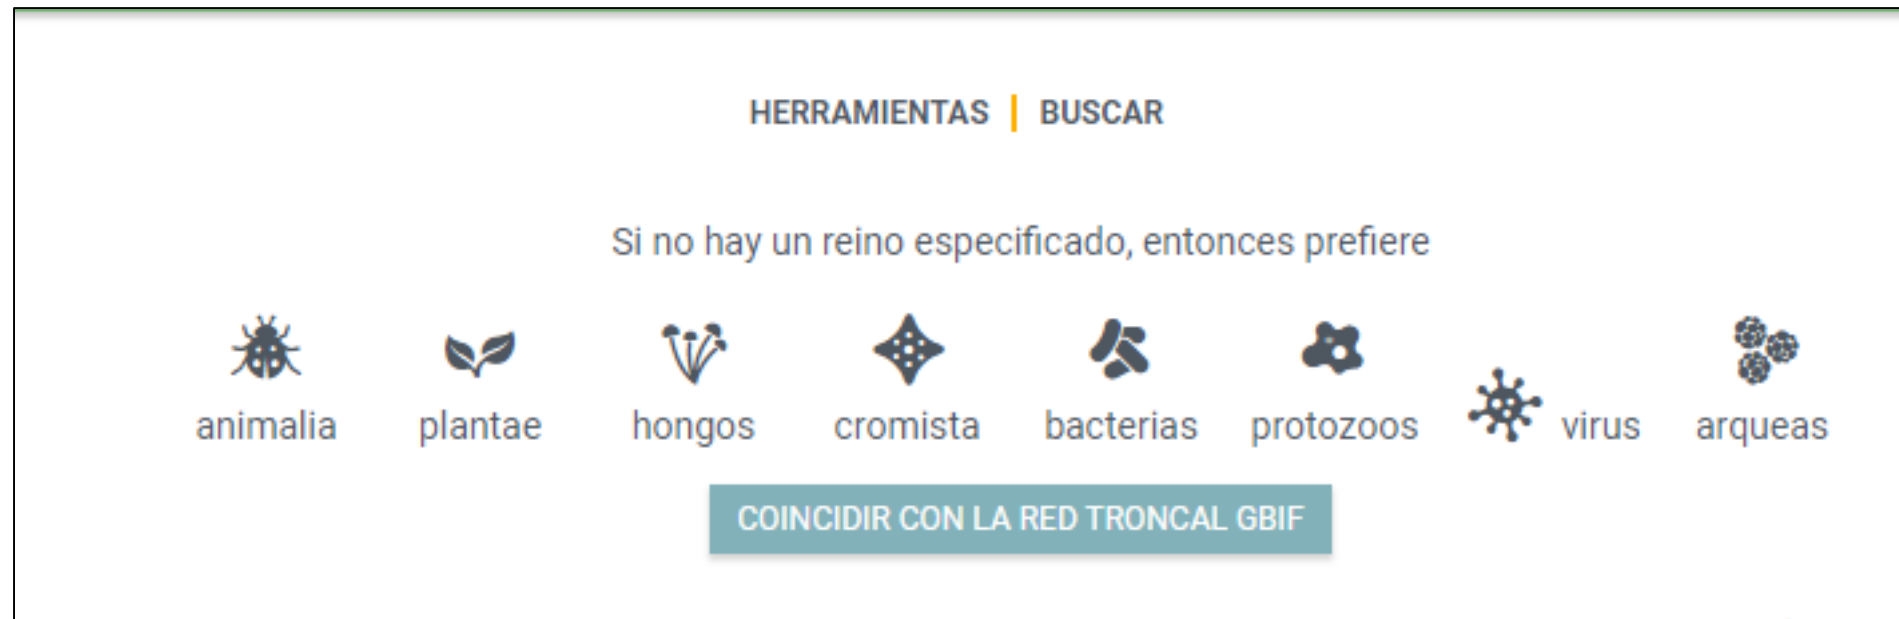 HERRAMIENTAS | BUSCAR
Si no hay un reino especificado, entonces prefiere
animalia plantae hongos cromista bacterias protozoos virus arqueas
COINCIDIR CON LA RED TRONCAL GBIF